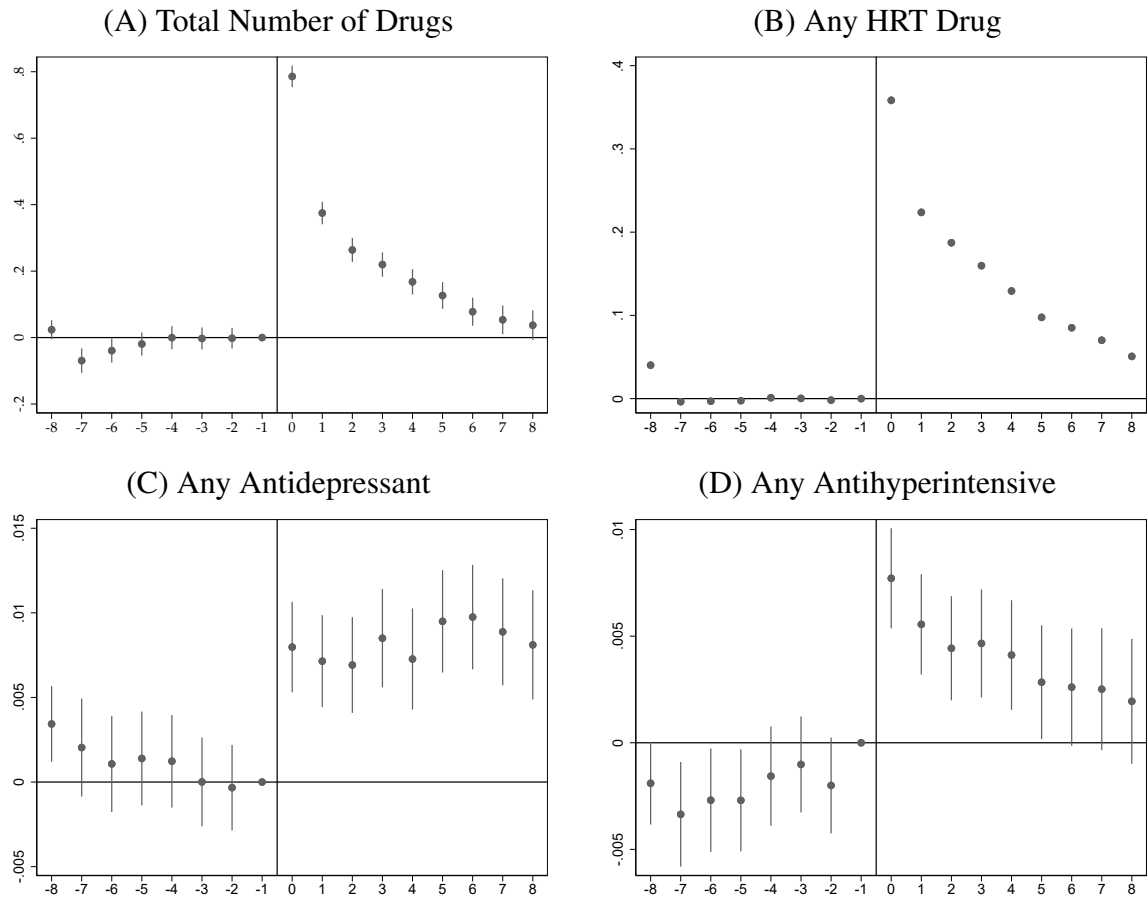 (A) Total Number of Drugs
.8
.6
.4
.2
0
-.2
-8 -7 -6 -5 -4 -3 -2 -1 0 1 2 3 4 5 6 7 8
(B) Any HRT Drug
.4
.3
.2
.1
0
-8 -7 -6 -5 -4 -3 -2 -1 0 1 2 3 4 5 6 7 8
(C) Any Antidepressant
.015
.01
.005
0
-.005
-8 -7 -6 -5 -4 -3 -2 -1 0 1 2 3 4 5 6 7 8
(D) Any Antihyperintensive
.01
.005
0
-.005
-8 -7 -6 -5 -4 -3 -2 -1 0 1 2 3 4 5 6 7 8